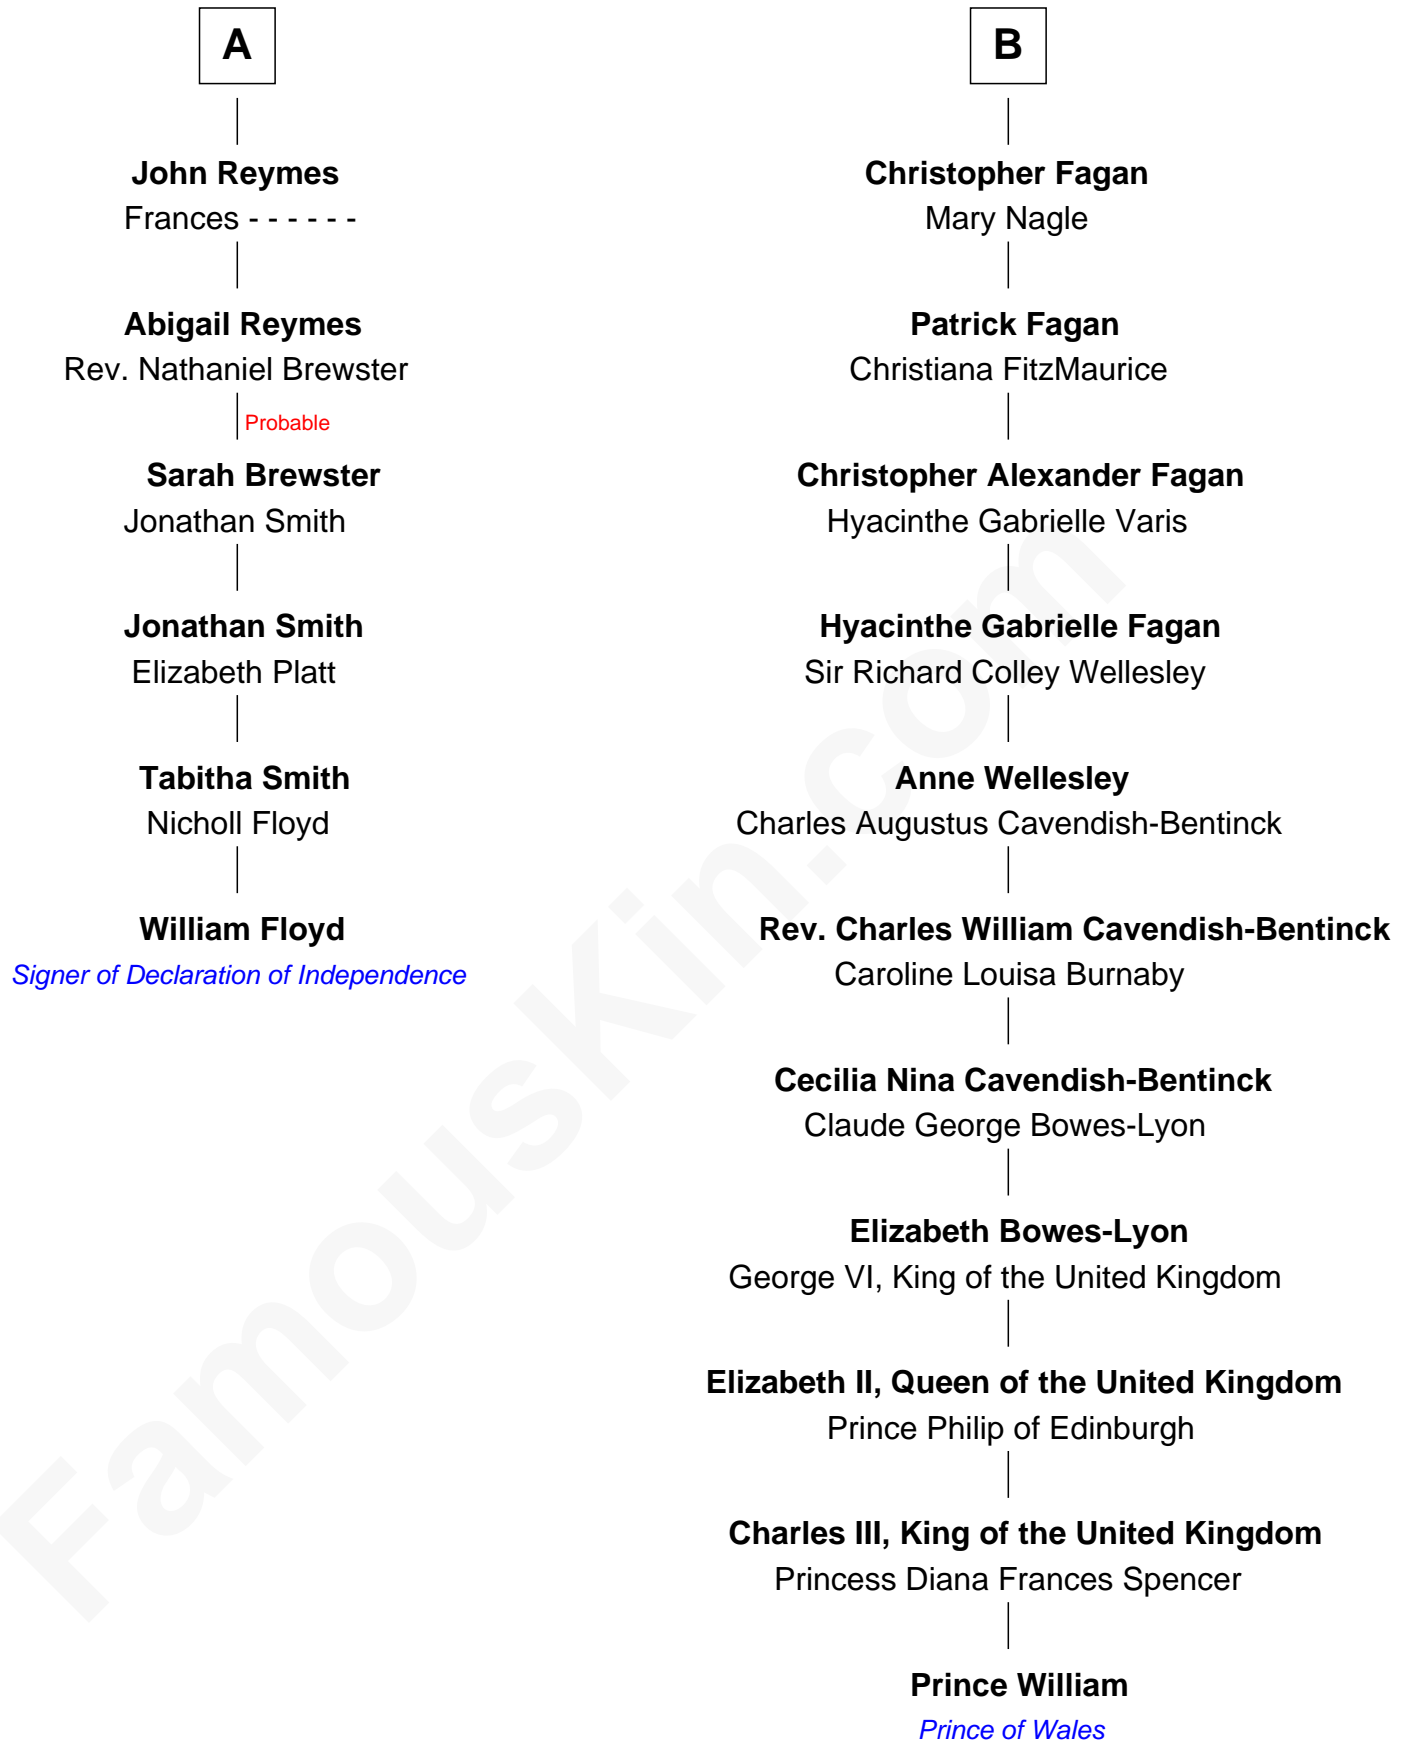 A
John Reymes
Frances - - - - - -
Abigail Reymes
Rev. Nathaniel Brewster
Probable
Sarah Brewster
Jonathan Smith
Jonathan Smith
Elizabeth Platt
Tabitha Smith
Nicholl Floyd
William Floyd
Signer of Declaration of Independence
B
Christopher Fagan
Mary Nagle
Patrick Fagan
Christiana FitzMaurice
Christopher Alexander Fagan
Hyacinthe Gabrielle Varis
Hyacinthe Gabrielle Fagan
Sir Richard Colley Wellesley
Anne Wellesley
Charles Augustus Cavendish-Bentinck
Rev. Charles William Cavendish-Bentinck
Caroline Louisa Burnaby
Cecilia Nina Cavendish-Bentinck
Claude George Bowes-Lyon
Elizabeth Bowes-Lyon
George VI, King of the United Kingdom
Elizabeth II, Queen of the United Kingdom
Prince Philip of Edinburgh
Charles III, King of the United Kingdom
Princess Diana Frances Spencer
Prince William
Prince of Wales
FamousKin.com